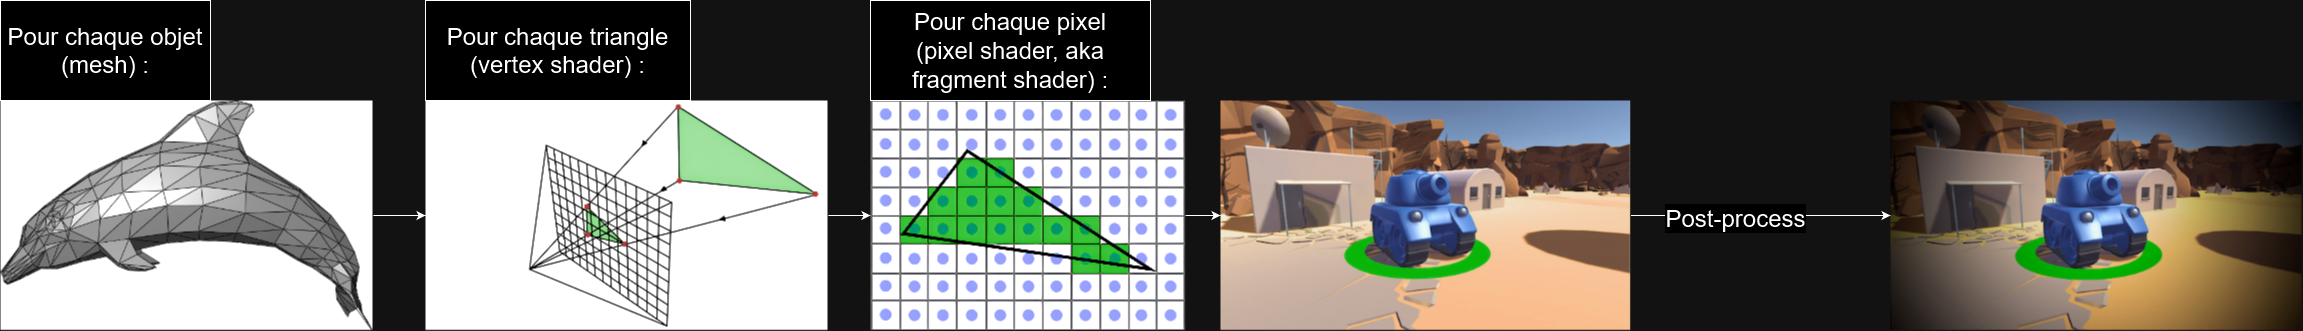 Pour chaque objet
(mesh) :
Pour chaque triangle
(vertex shader) :
Pour chaque pixel
(pixel shader, aka
fragment shader) :
Post-process